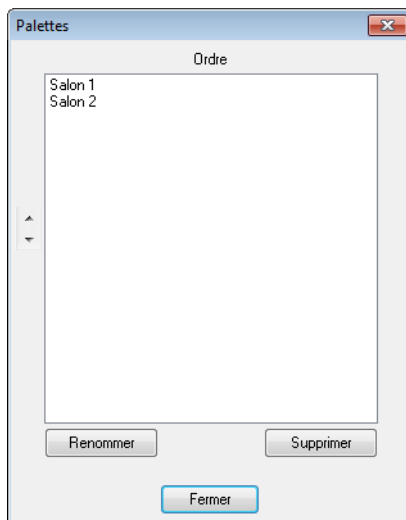 Palettes
Ordre
Salon 1
Salon 2
Renommer
Supprimer
Fermer